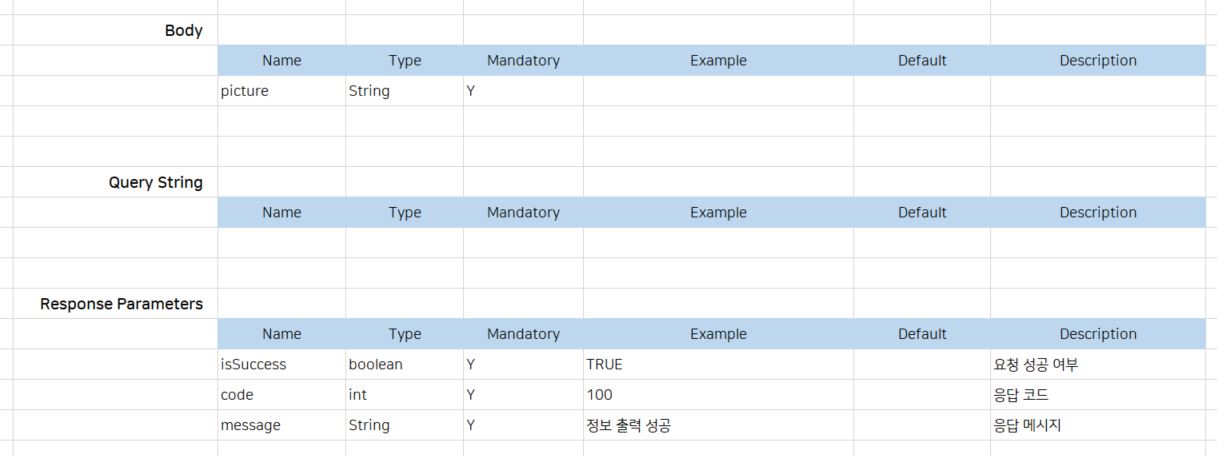 Body
Name Type Mandatory Example Default Description
picture String Y
Query String
Name Type Mandatory Example Default Description
Response Parameters
Name Type Mandatory Example Default Description
isSuccess boolean Y TRUE 요청 성공 여부
code int Y 100 응답 코드
message String Y 정보 출력 성공 응답 메시지